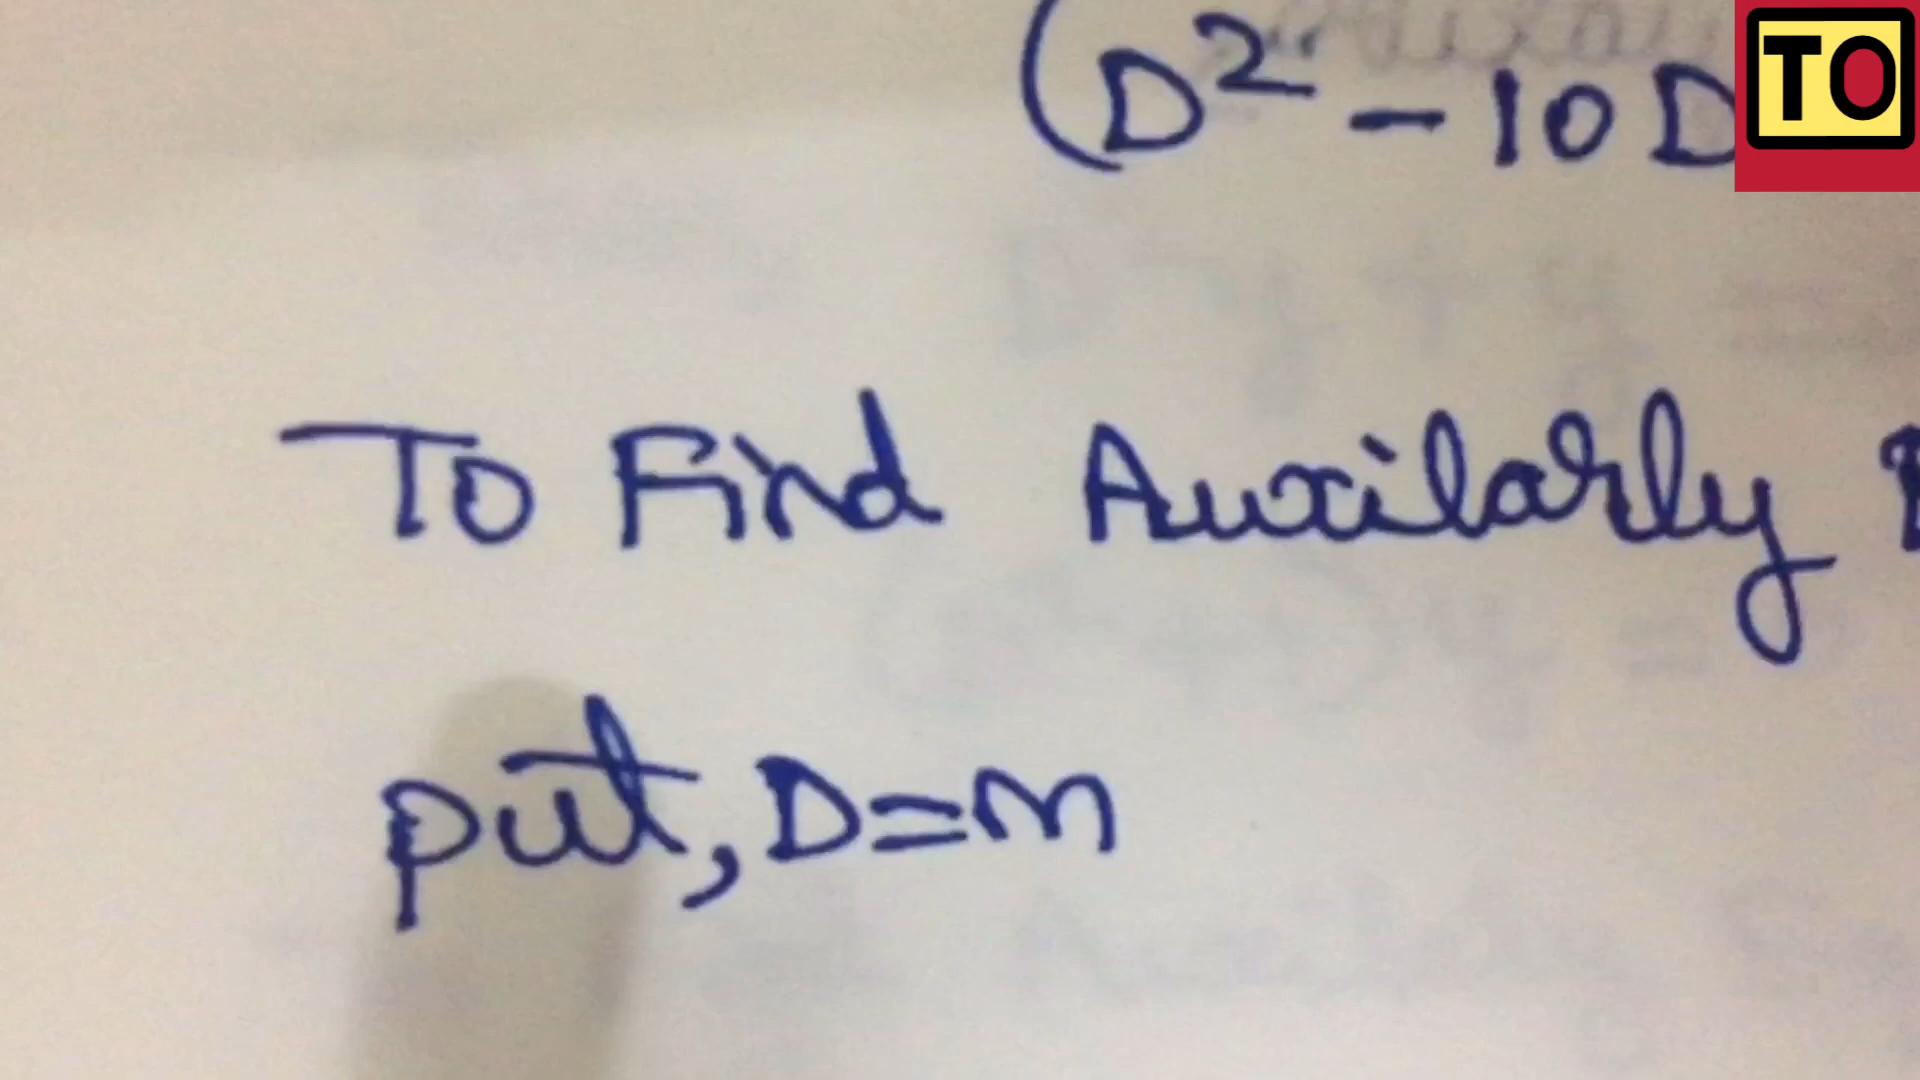 (D² - 10D
TO
To Find Auxilarly
put, D=m